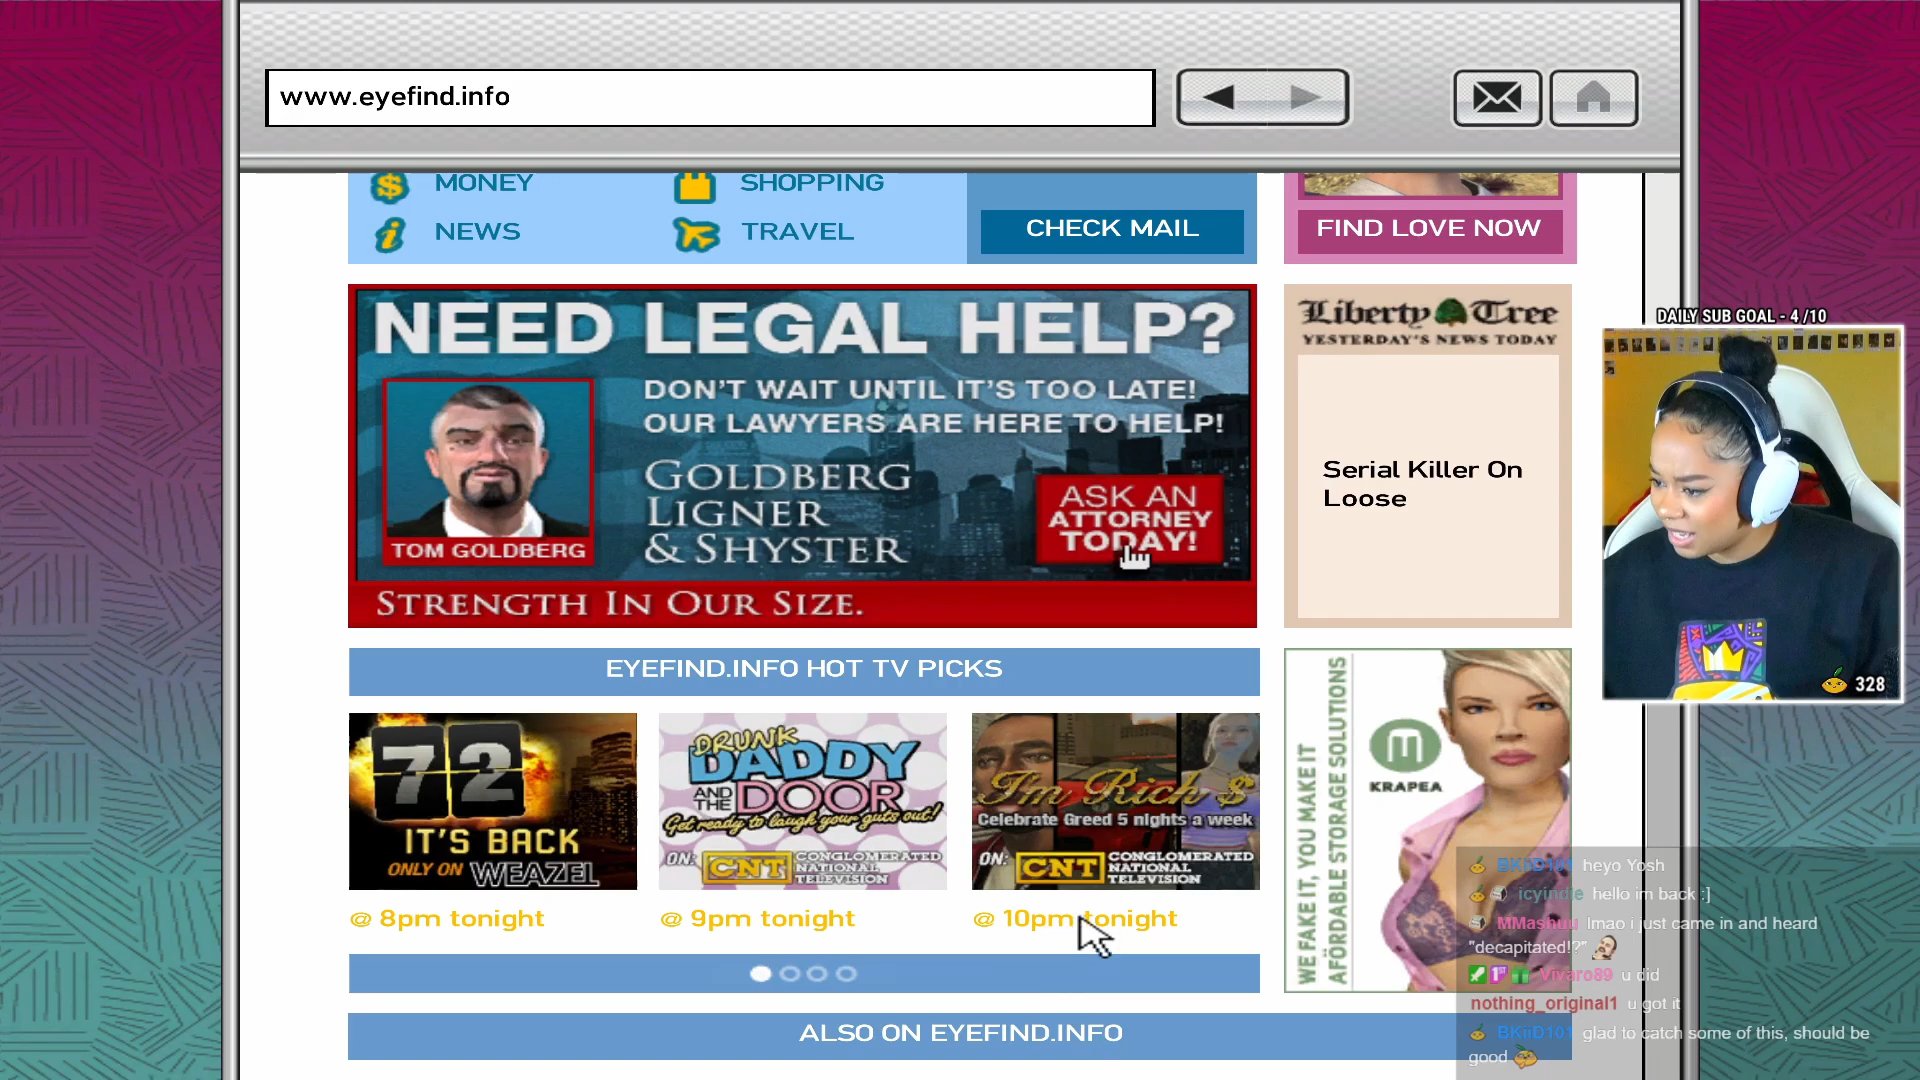 www.eyefind.info
MONEY
SHOPPING
NEWS
TRAVEL
CHECK MAIL
FIND LOVE NOW
NEED LEGAL HELP?
DON'T WAIT UNTIL IT'S TOO LATE!
OUR LAWYERS ARE HERE TO HELP!
GOLDBERG
LIGNER
& SHYSTER
ASK AN
ATTORNEY
TODAY!
TOM GOLDBERG
STRENGTH IN OUR SIZE.
Liberty Tree
YESTERDAY'S NEWS TODAY
Serial Killer On
Loose
DAILY SUB GOAL - 4 /10
328
EYEFIND.INFO HOT TV PICKS
72
IT'S BACK
ONLY ON WEAZEL
@ 8pm tonight
DRUNK
DADDY
AND THE DOOR
Get ready to laugh your guts out!
ON: CNT CONGLOMERATED
NATIONAL
TELEVISION
@ 9pm tonight
I'm Rich $
Celebrate Greed 5 nights a week
ON: CNT CONGLOMERATED
NATIONAL
TELEVISION
@ 10pm tonight
WE FAKE IT, YOU MAKE IT
AFÖRDABLE STORAGE SOLUTIONS
KRAPEA
BKiiD101 heyo Yosh
icyindie hello im back :]
MMashuu lmao i just came in and heard
"decapitated!?"
Vivaro89 u did
nothing_original1 u got it
BKiiD101 glad to catch some of this, should be
good
ALSO ON EYEFIND.INFO